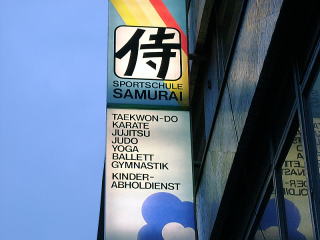 侍
SPORTSCHULE
SAMURAI
TAEKWON-DO
KARATE
JUJITSU
JUDO
YOGA
BALLETT
GYMNASTIK
KINDER-
ABHOLDIENST